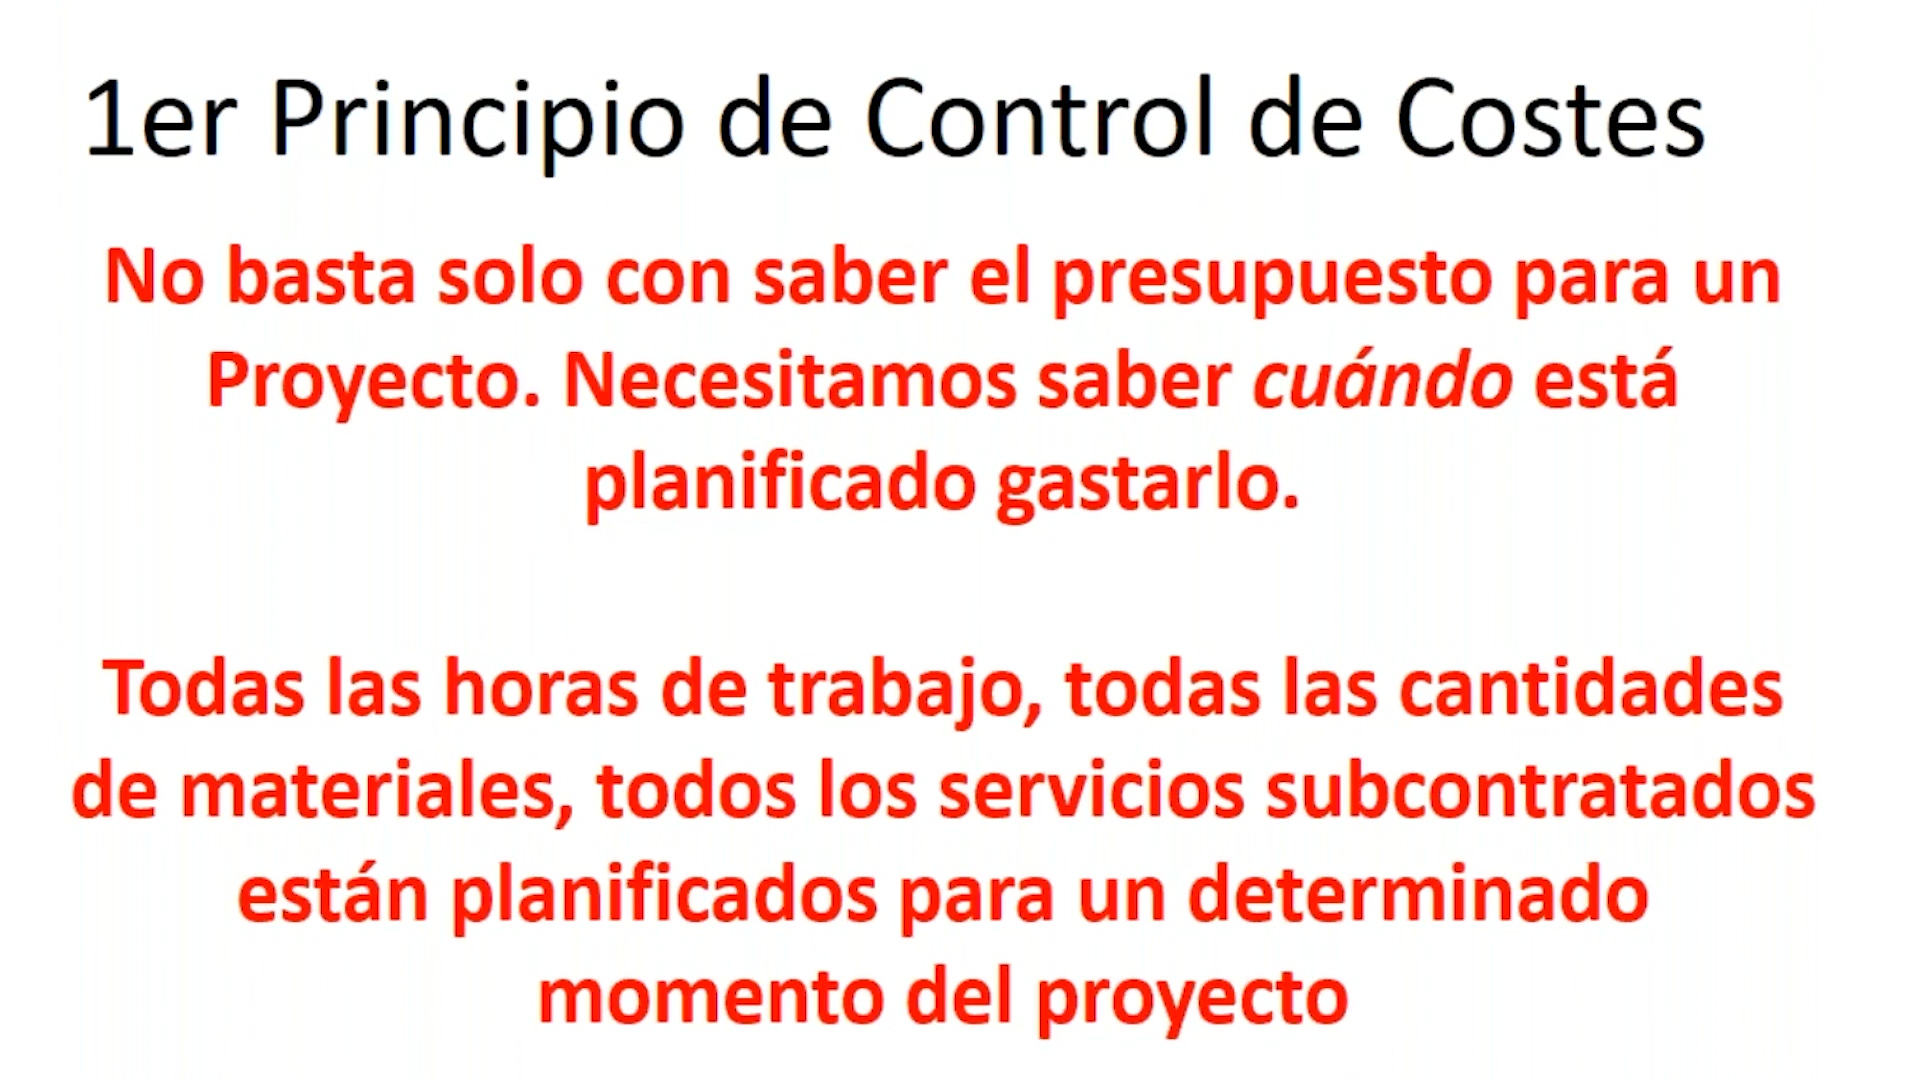 1er Principio de Control de Costes
No basta solo con saber el presupuesto para un
Proyecto. Necesitamos saber cuándo está
planificado gastarlo.
Todas las horas de trabajo, todas las cantidades
de materiales, todos los servicios subcontratados
están planificados para un determinado
momento del proyecto